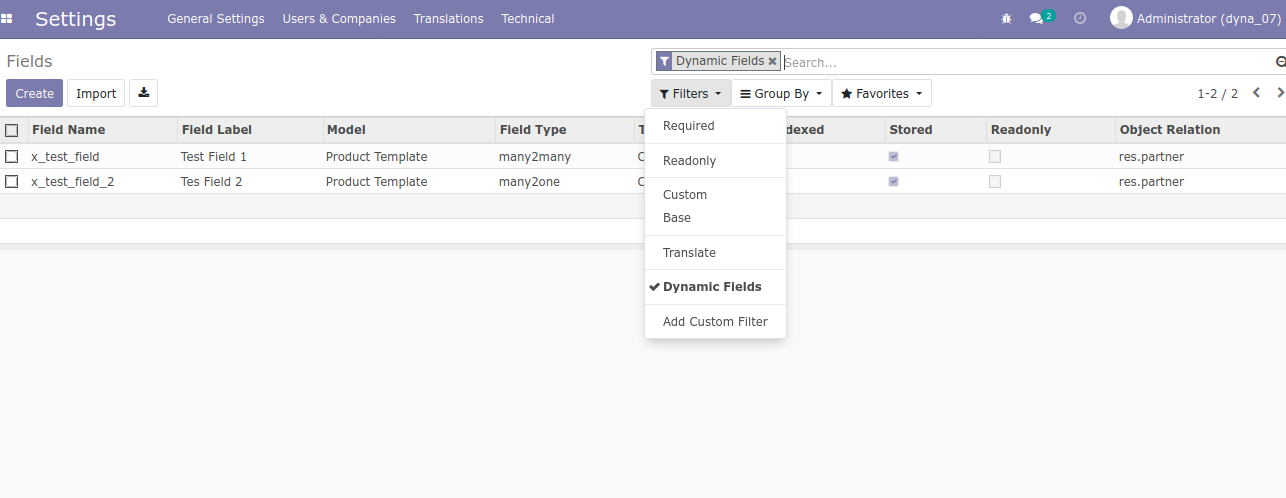 Settings General Settings Users & Companies Translations Technical 2 Administrator (dyna_07)
Fields Dynamic Fields Search...
Create Import Filters Group By Favorites 1-2 / 2
Field Name Field Label Model Field Type T dexed Stored Readonly Object Relation
x_test_field Test Field 1 Product Template many2many C res.partner
x_test_field_2 Tes Field 2 Product Template many2one C res.partner
Required
Readonly
Custom
Base
Translate
Dynamic Fields
Add Custom Filter